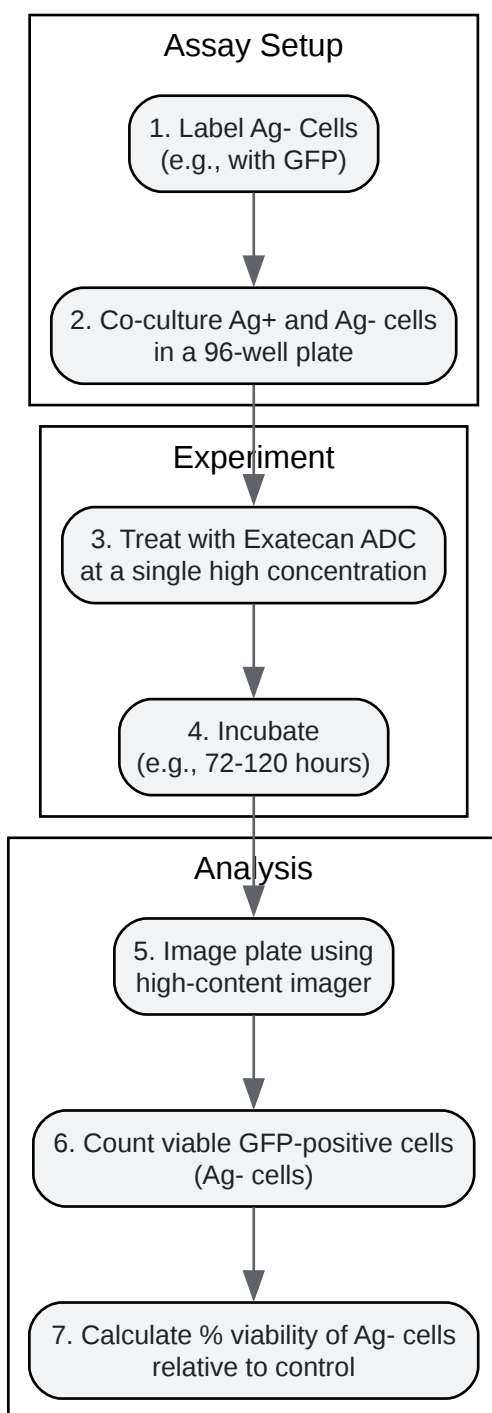 Assay Setup
1. Label Ag- Cells
(e.g., with GFP)
2. Co-culture Ag+ and Ag- cells
in a 96-well plate
Experiment
3. Treat with Exatecan ADC
at a single high concentration
4. Incubate
(e.g., 72-120 hours)
Analysis
5. Image plate using
high-content imager
6. Count viable GFP-positive cells
(Ag- cells)
7. Calculate % viability of Ag- cells
relative to control